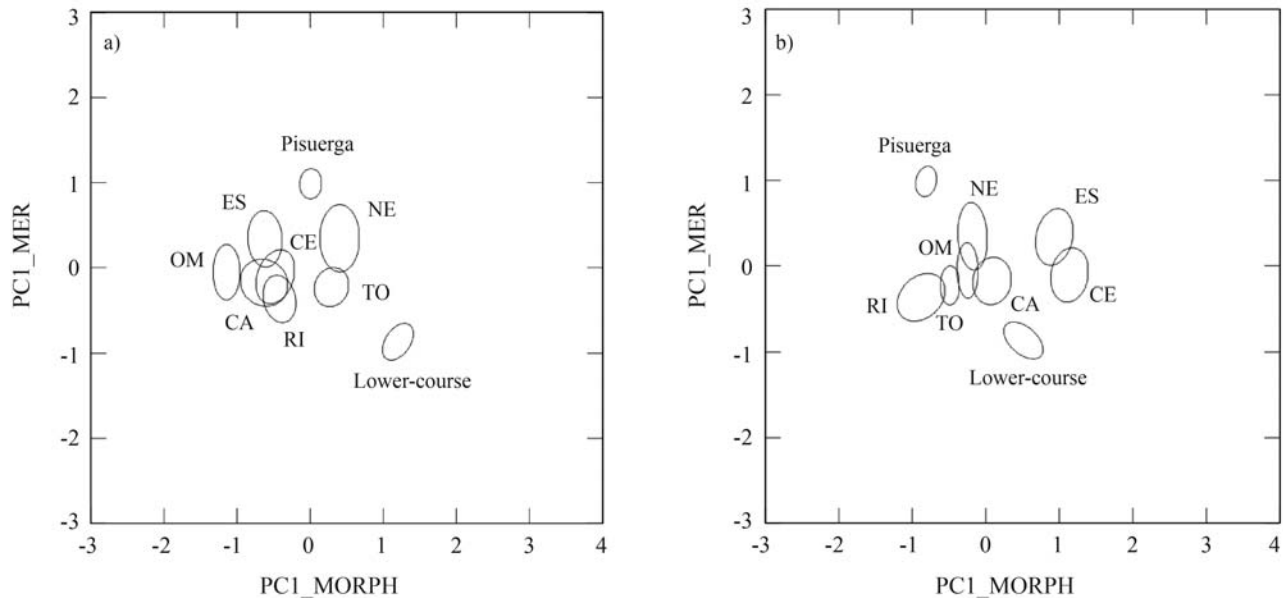 a)
3
2
1
0
-1
-2
-3
PC1_MER
Pisuerga
ES
NE
CE
OM
TO
CA
RI
Lower-course
-3
-2
-1
0
1
2
3
4
PC1_MORPH
b)
3
2
1
0
-1
-2
-3
PC1_MER
Pisuerga
NE
ES
OM
RI
TO
CA
CE
Lower-course
-3
-2
-1
0
1
2
3
4
PC1_MORPH